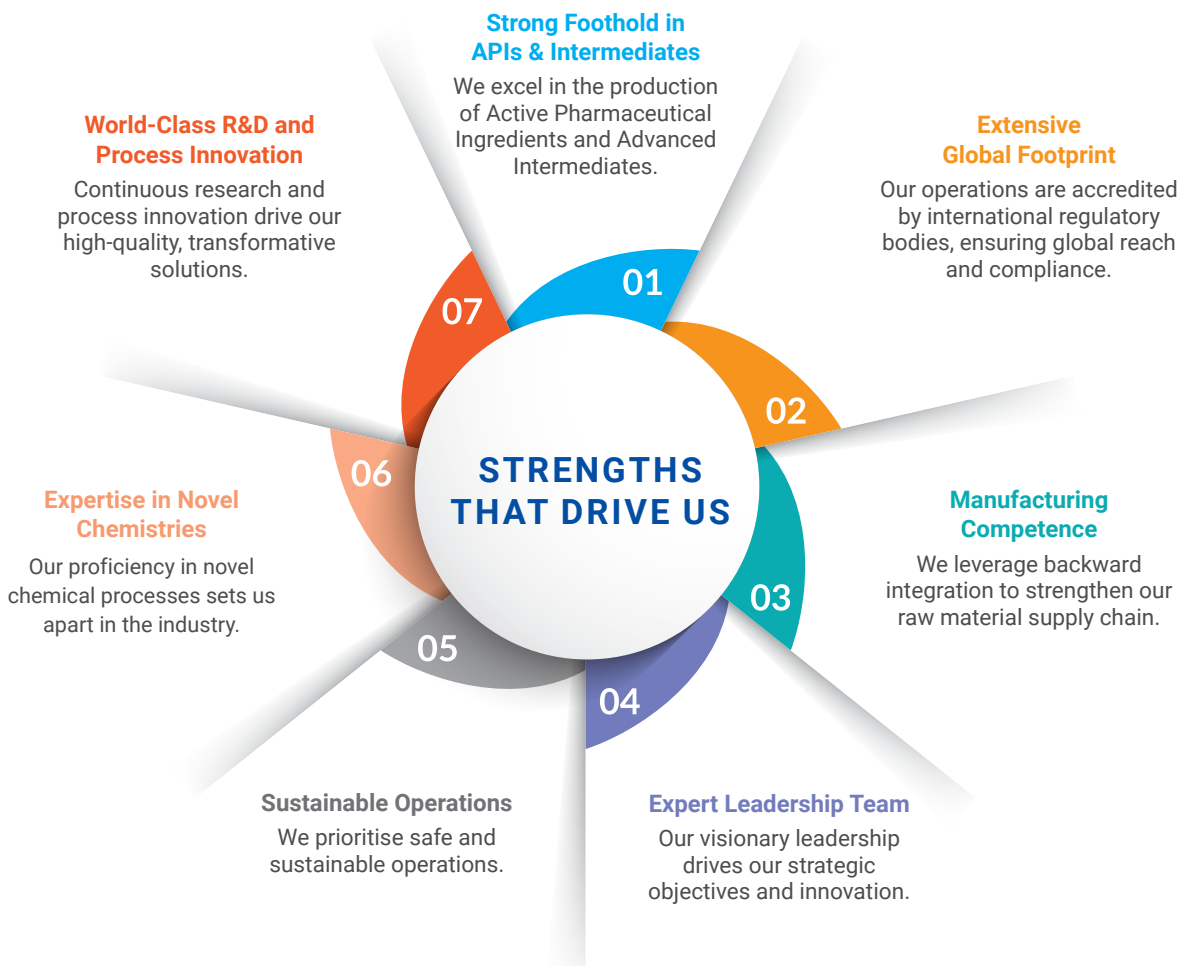 STRENGTHS
THAT DRIVE US
01
Strong Foothold in
APIs & Intermediates
We excel in the production
of Active Pharmaceutical
Ingredients and Advanced
Intermediates.
02
Extensive
Global Footprint
Our operations are accredited
by international regulatory
bodies, ensuring global reach
and compliance.
03
Manufacturing
Competence
We leverage backward
integration to strengthen our
raw material supply chain.
04
Expert Leadership Team
Our visionary leadership
drives our strategic
objectives and innovation.
05
Sustainable Operations
We prioritise safe and
sustainable operations.
06
Expertise in Novel
Chemistries
Our proficiency in novel
chemical processes sets us
apart in the industry.
07
World-Class R&D and
Process Innovation
Continuous research and
process innovation drive our
high-quality, transformative
solutions.